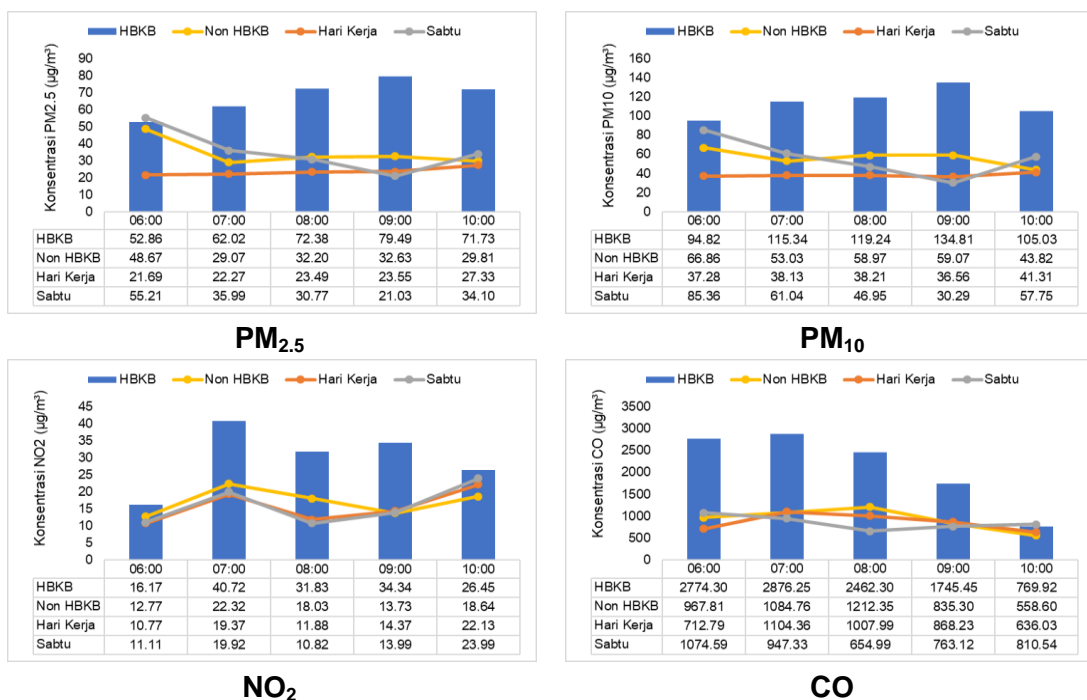 HBKB Non HBKB Hari Kerja Sabtu
Konsentrasi PM2.5 (µg/m³)
90
80
70
60
50
40
30
20
10
0
06:00 07:00 08:00 09:00 10:00
HBKB 52.86 62.02 72.38 79.49 71.73
Non HBKB 48.67 29.07 32.20 32.63 29.81
Hari Kerja 21.69 22.27 23.49 23.55 27.33
Sabtu 55.21 35.99 30.77 21.03 34.10
PM2.5
HBKB Non HBKB Hari Kerja Sabtu
Konsentrasi PM10 (µg/m³)
160
140
120
100
80
60
40
20
0
06:00 07:00 08:00 09:00 10:00
HBKB 94.82 115.34 119.24 134.81 105.03
Non HBKB 66.86 53.03 58.97 59.07 43.82
Hari Kerja 37.28 38.13 38.21 36.56 41.31
Sabtu 85.36 61.04 46.95 30.29 57.75
PM10
HBKB Non HBKB Hari Kerja Sabtu
Konsentrasi NO2 (µg/m³)
45
40
35
30
25
20
15
10
5
0
06:00 07:00 08:00 09:00 10:00
HBKB 16.17 40.72 31.83 34.34 26.45
Non HBKB 12.77 22.32 18.03 13.73 18.64
Hari Kerja 10.77 19.37 11.88 14.37 22.13
Sabtu 11.11 19.92 10.82 13.99 23.99
NO2
HBKB Non HBKB Hari Kerja Sabtu
Konsentrasi CO (µg/m³)
3500
3000
2500
2000
1500
1000
500
0
06:00 07:00 08:00 09:00 10:00
HBKB 2774.30 2876.25 2462.30 1745.45 769.92
Non HBKB 967.81 1084.76 1212.35 835.30 558.60
Hari Kerja 712.79 1104.36 1007.99 868.23 636.03
Sabtu 1074.59 947.33 654.99 763.12 810.54
CO